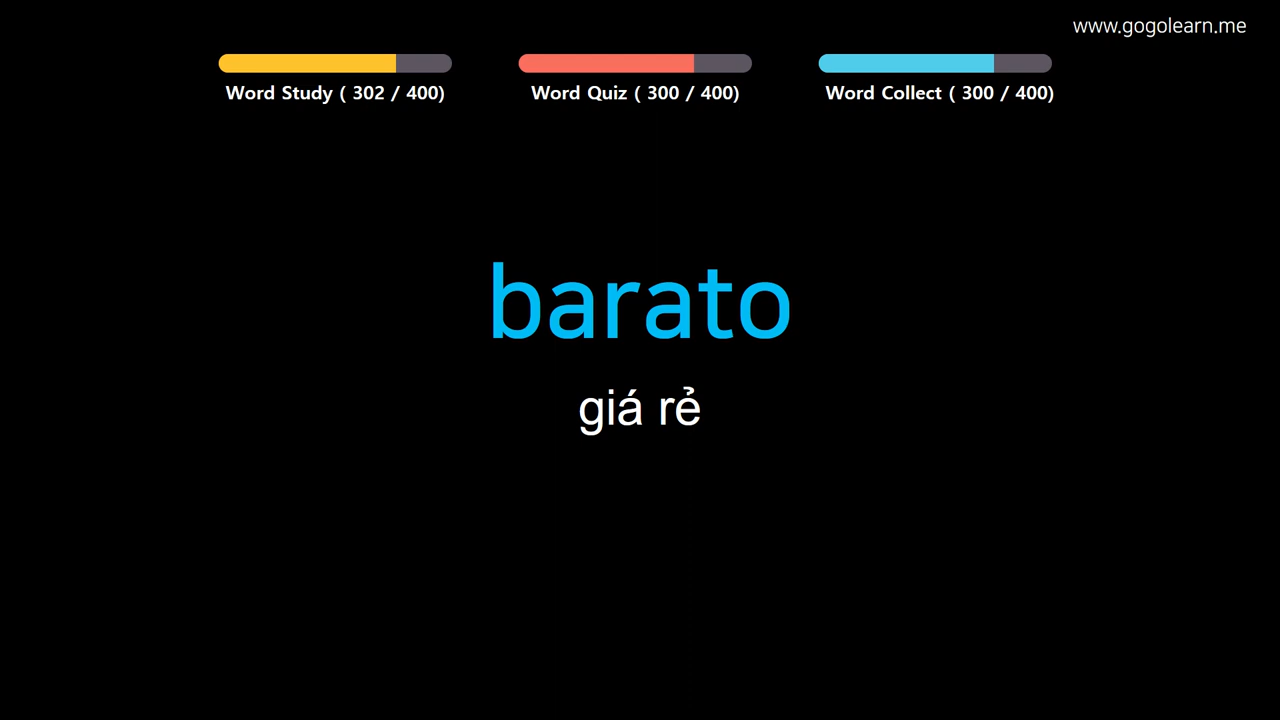 www.gogolearn.me
Word Study ( 302 / 400)
Word Quiz ( 300 / 400)
Word Collect ( 300 / 400)
barato
giá rẻ